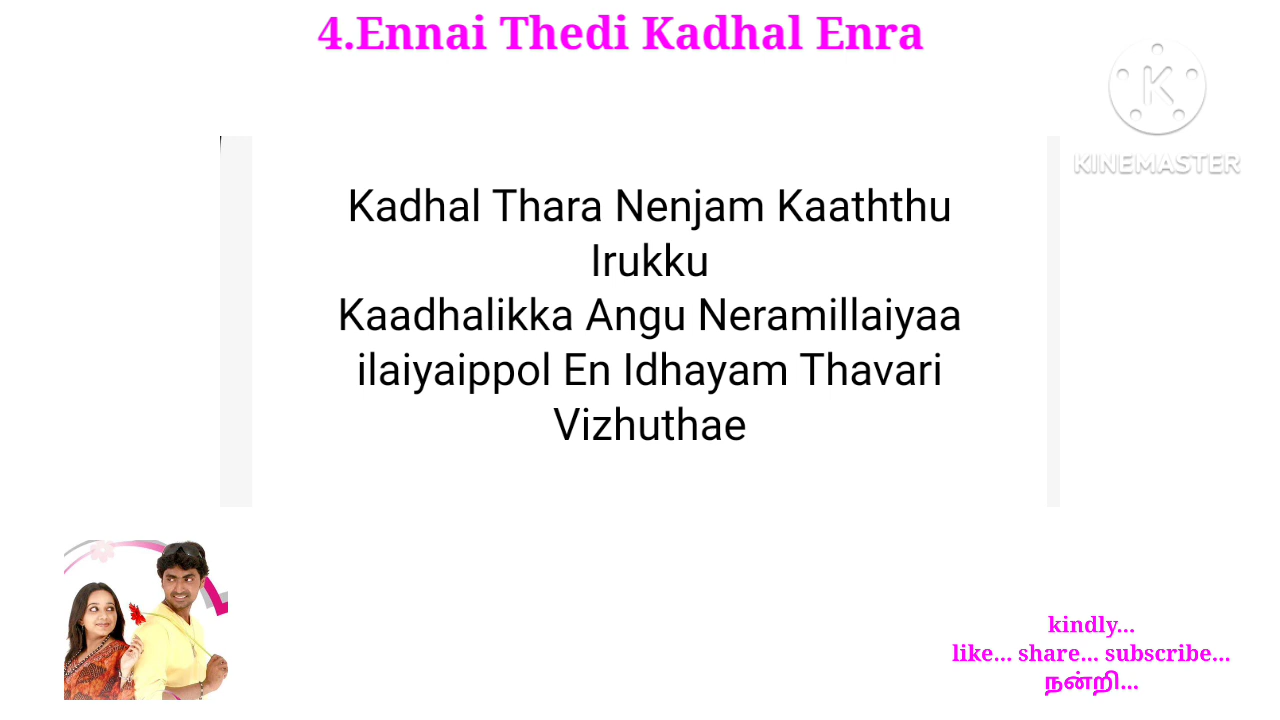 4.Ennai Thedi Kadhal Enra
KINEMASTER
Kadhal Thara Nenjam Kaaththu
Irukku
Kaadhalikka Angu Neramillaiyaa
ilaiyaippol En Idhayam Thavari
Vizhuthae
kindly...
like... share... subscribe...
நன்றி...